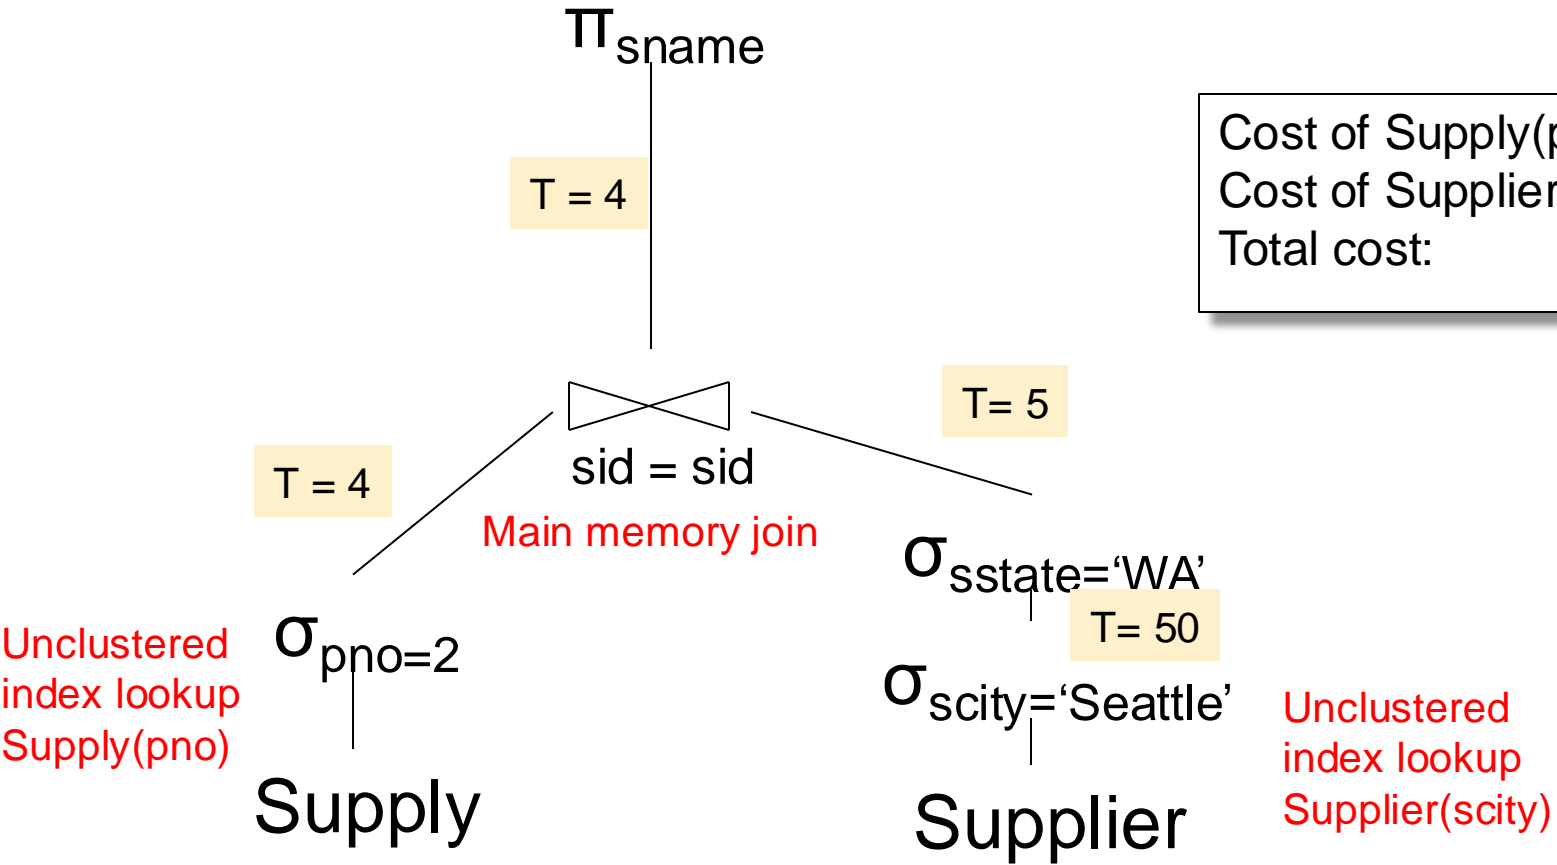 π sname
Cost of Supply(
Cost of Supplier
Total cost:
T = 4
T= 5
T = 4
sid = sid
Main memory join
σ sstate=‘WA’
T= 50
Unclustered
index lookup
Supply(pno)
σ pno=2
σ scity=‘Seattle’
Unclustered
index lookup
Supplier(scity)
Supply
Supplier